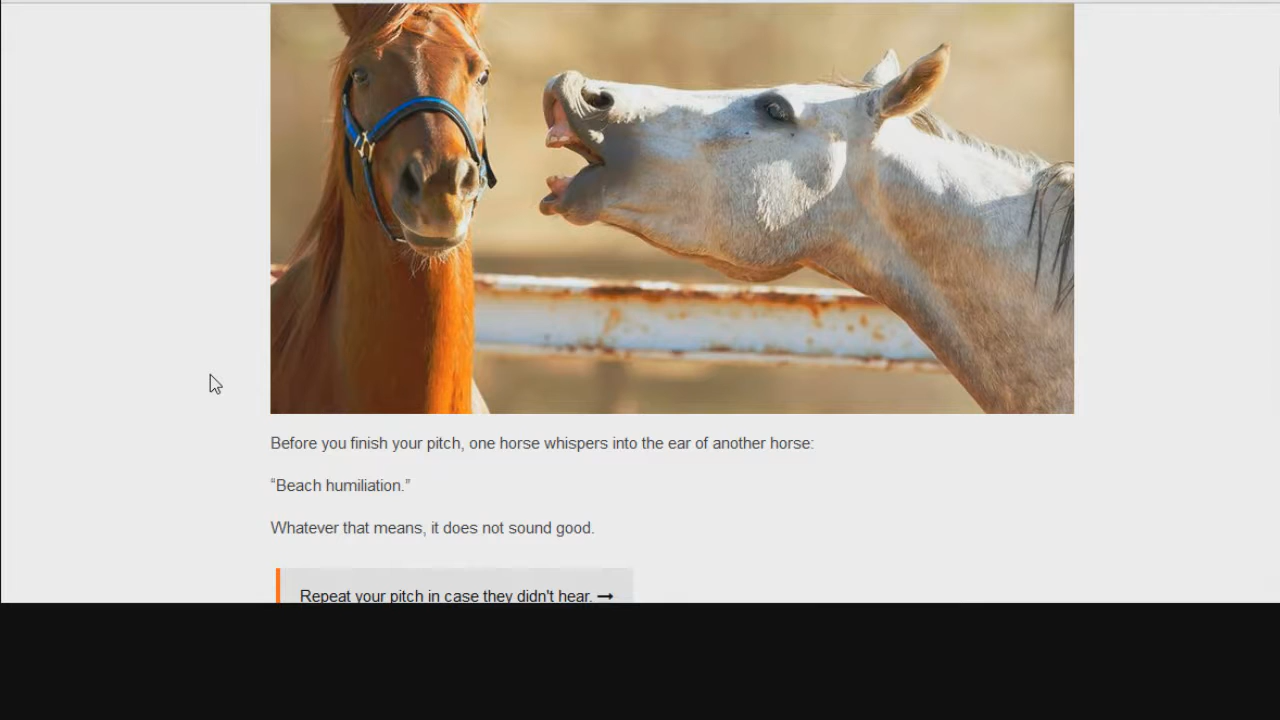 Before you finish your pitch, one horse whispers into the ear of another horse:
“Beach humiliation.”
Whatever that means, it does not sound good.
Repeat your pitch in case they didn't hear. →